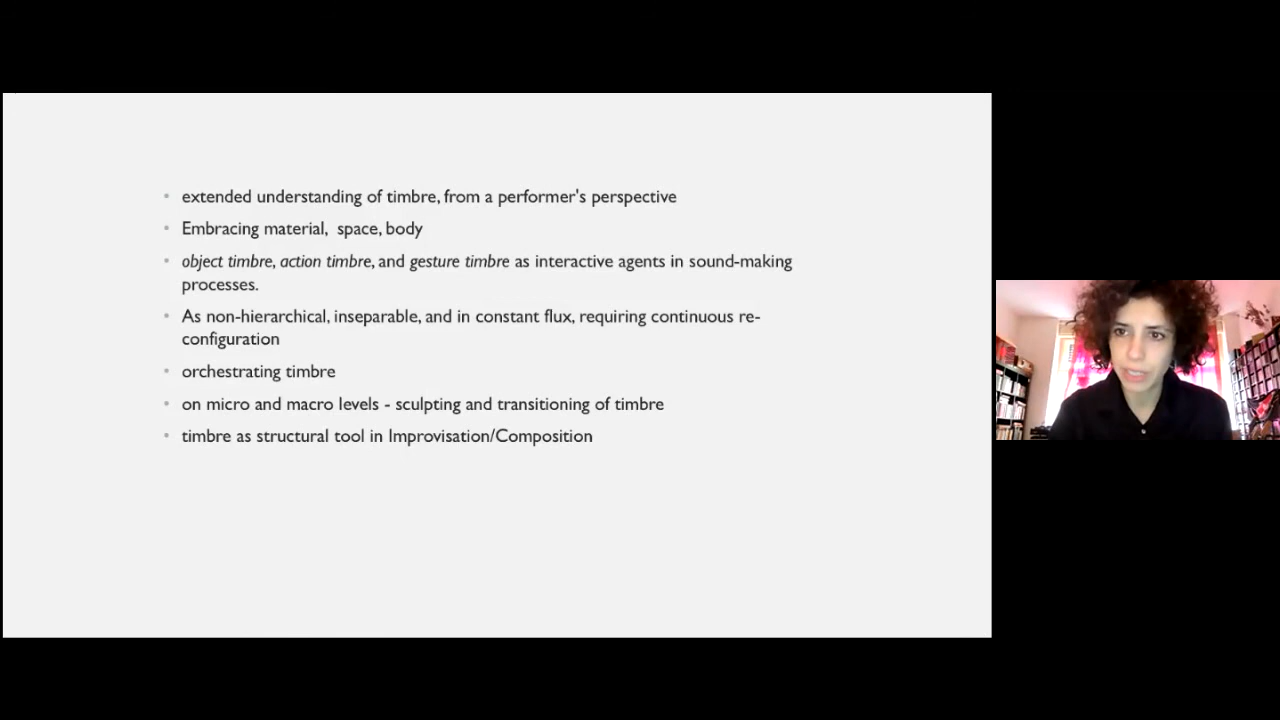 extended understanding of timbre, from a performer's perspective
Embracing material, space, body
object timbre, action timbre, and gesture timbre as interactive agents in sound-making
processes.
As non-hierarchical, inseparable, and in constant flux, requiring continuous re-
configuration
orchestrating timbre
on micro and macro levels - sculpting and transitioning of timbre
timbre as structural tool in Improvisation/Composition